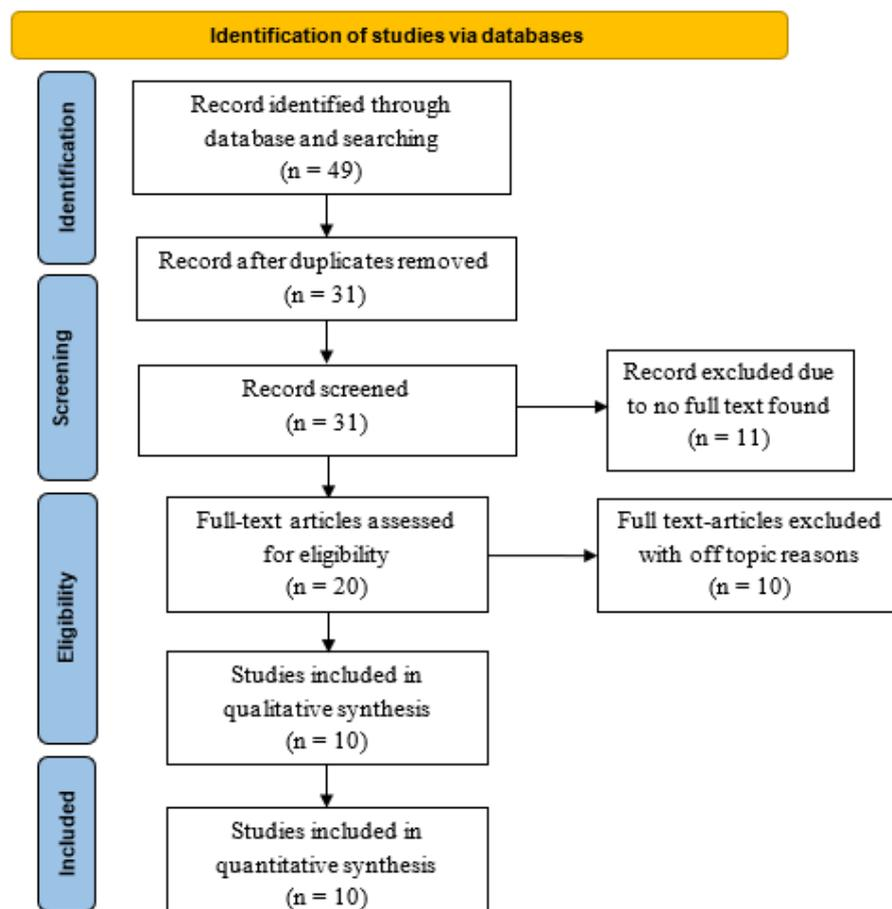 Identification of studies via databases
Identification
Record identified through
database and searching
(n = 49)
Record after duplicates removed
(n = 31)
Screening
Record screened
(n = 31)
Record excluded due
to no full text found
(n = 11)
Eligibility
Full-text articles assessed
for eligibility
(n = 20)
Full text-articles excluded
with off topic reasons
(n = 10)
Studies included in
qualitative synthesis
(n = 10)
Included
Studies included in
quantitative synthesis
(n = 10)